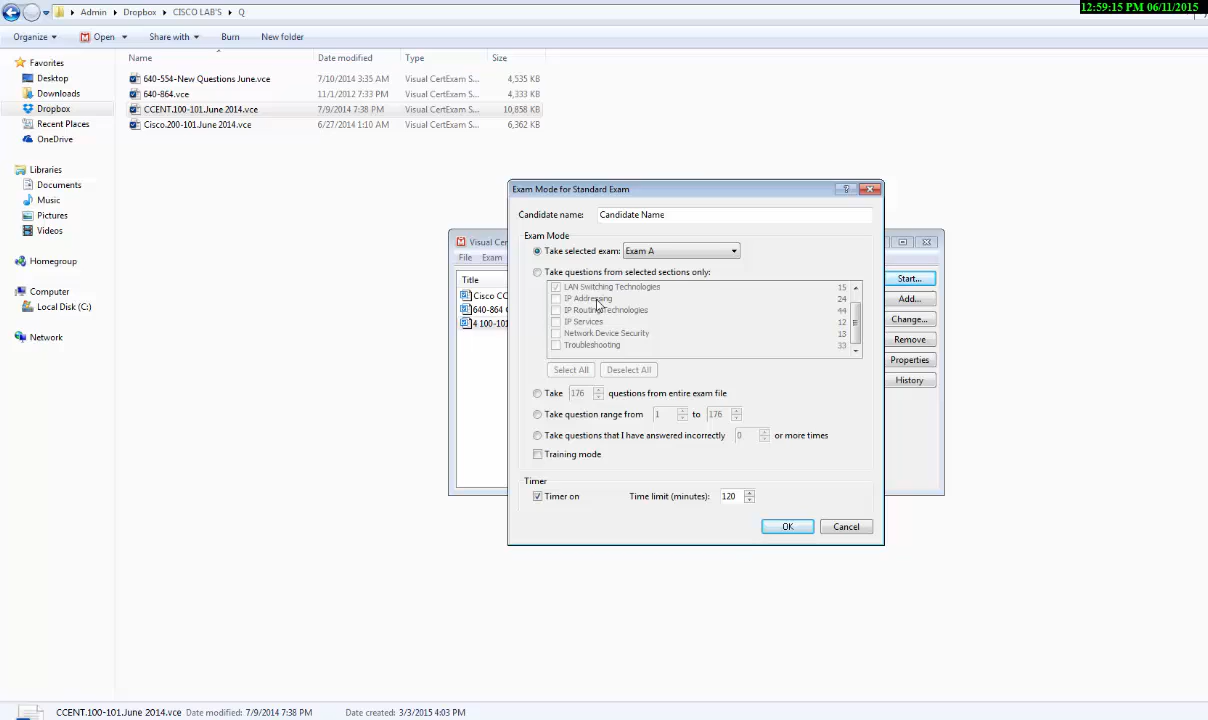 12:59:15 PM 06/11/2015
Admin Dropbox CISCO LAB'S Q
Organize Open Share with Burn New folder
Name Date modified Type Size
640-554-New Questions June.vce 7/10/2014 3:35 AM Visual CertExam S... 4,535 KB
640-864.vce 11/1/2012 7:33 PM Visual CertExam S... 4,333 KB
CCENT.100-101.June 2014.vce 7/9/2014 7:38 PM Visual CertExam S... 10,858 KB
Cisco.200-101.June 2014.vce 6/27/2014 1:10 AM Visual CertExam S... 6,362 KB
Favorites
Desktop
Downloads
Dropbox
Recent Places
OneDrive
Libraries
Documents
Music
Pictures
Videos
Homegroup
Computer
Local Disk (C:)
Network
Visual Cer
File Exam
Title
Cisco CC
640-864
4 100-101
Start...
Add...
Change...
Remove
Properties
History
Exam Mode for Standard Exam
Candidate name: Candidate Name
Exam Mode
Take selected exam: Exam A
Take questions from selected sections only:
LAN Switching Technologies 15
IP Addressing 24
IP Routing Technologies 44
IP Services 12
Network Device Security 13
Troubleshooting 33
Select All Deselect All
Take 176 questions from entire exam file
Take question range from 1 to 176
Take questions that I have answered incorrectly 0 or more times
Training mode
Timer
Timer on Time limit (minutes): 120
OK Cancel
CCENT.100-101.June 2014.vce Date modified: 7/9/2014 7:38 PM Date created: 3/3/2015 4:03 PM